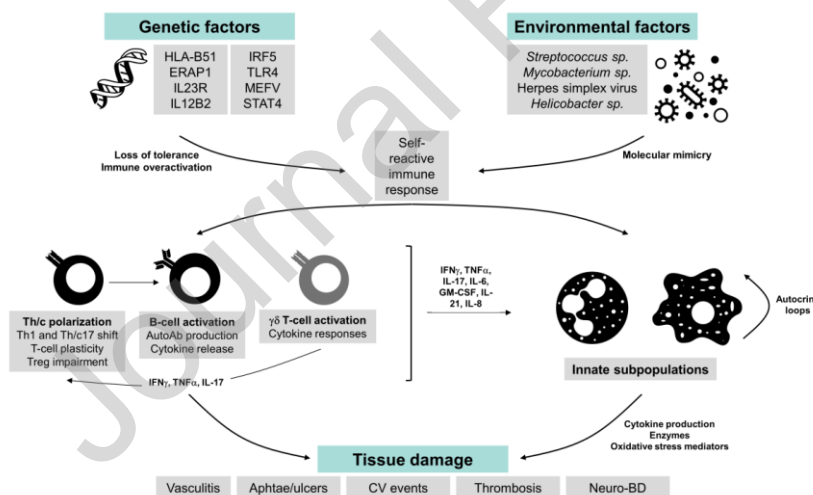 Genetic factors
Environmental factors
HLA-B51
ERAP1
IL23R
IL12B2
IRF5
TLR4
MEFV
STAT4
Streptococcus sp.
Mycobacterium sp.
Herpes simplex virus
Helicobacter sp.
Loss of tolerance
Immune overactivation
Self-
reactive
immune
response
Molecular mimicry
Th/c polarization
Th1 and Th/c17 shift
T-cell plasticity
Treg impairment
B-cell activation
AutoAb production
Cytokine release
γδ T-cell activation
Cytokine responses
IFNγ, TNFα, IL-17
IFNγ, TNFα,
IL-17, IL-6,
GM-CSF, IL-
21, IL-8
Autocrine
loops
Innate subpopulations
Cytokine production
Enzymes
Oxidative stress mediators
Tissue damage
Vasculitis
Aphtae/ulcers
CV events
Thrombosis
Neuro-BD
Journal P